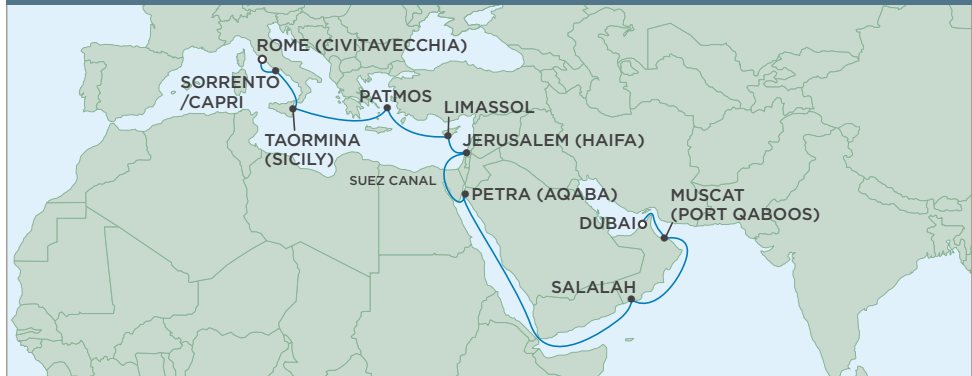 ROME (CIVITAVECCHIA)
SORRENTO
/CAPRI
PATMOS
LIMASSOL
TAORMINA
(SICILY)
JERUSALEM (HAIFA)
SUEZ CANAL
PETRA (AQABA)
MUSCAT
(PORT QABOOS)
DUBAI
SALALAH